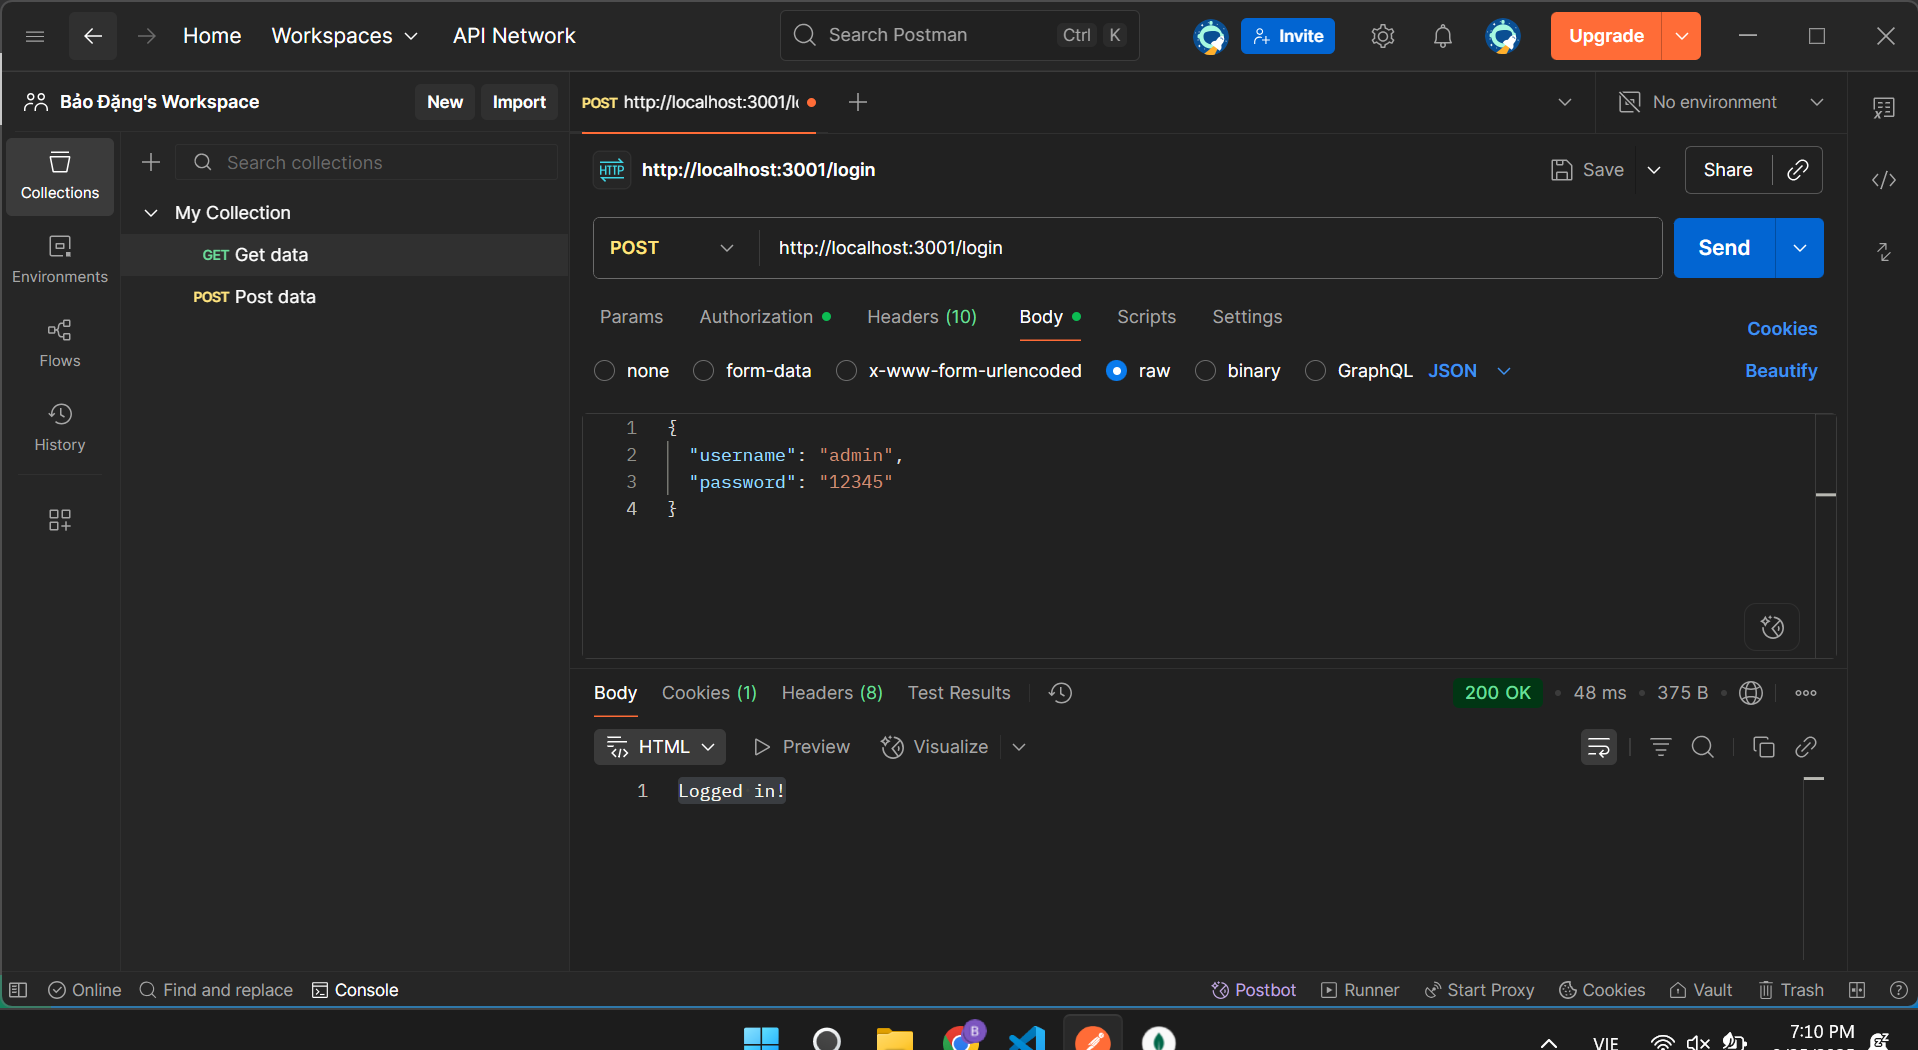 Home
Workspaces
API Network
Search Postman
Ctrl K
Invite
Upgrade
Bảo Đặng's Workspace
New
Import
POST http://localhost:3001/l
No environment
Collections
Search collections
http://localhost:3001/login
Save
Share
My Collection
GET Get data
POST Post data
Environments
Flows
History
POST
http://localhost:3001/login
Send
Params
Authorization
Headers (10)
Body
Scripts
Settings
Cookies
none
form-data
x-www-form-urlencoded
raw
binary
GraphQL
JSON
Beautify
1 {
2 "username": "admin",
3 "password": "12345"
4 }
Body
Cookies (1)
Headers (8)
Test Results
200 OK
48 ms
375 B
HTML
Preview
Visualize
1 Logged in!
Online
Find and replace
Console
Postbot
Runner
Start Proxy
Cookies
Vault
Trash
B
VIE
7:10 PM